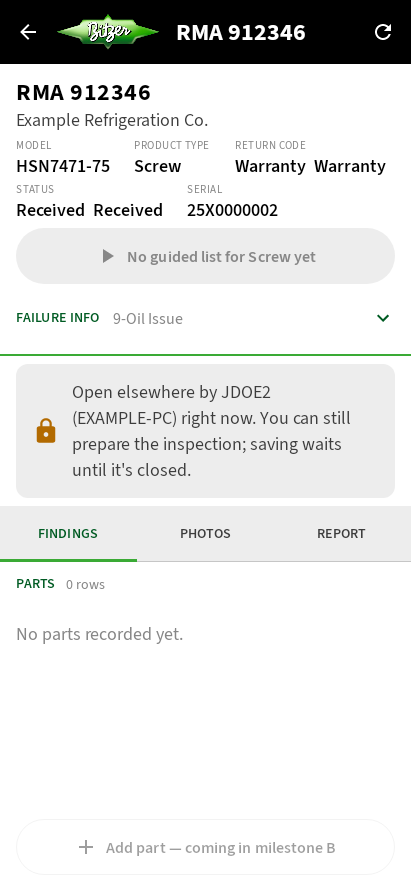 Bitzer
RMA 912346
RMA 912346
Example Refrigeration Co.
MODEL
PRODUCT TYPE
RETURN CODE
HSN7471-75
Screw
Warranty Warranty
STATUS
SERIAL
Received Received
25X0000002
No guided list for Screw yet
FAILURE INFO 9-Oil Issue
Open elsewhere by JDOE2
(EXAMPLE-PC) right now. You can still
prepare the inspection; saving waits
until it's closed.
FINDINGS
PHOTOS
REPORT
PARTS 0 rows
No parts recorded yet.
Add part — coming in milestone B